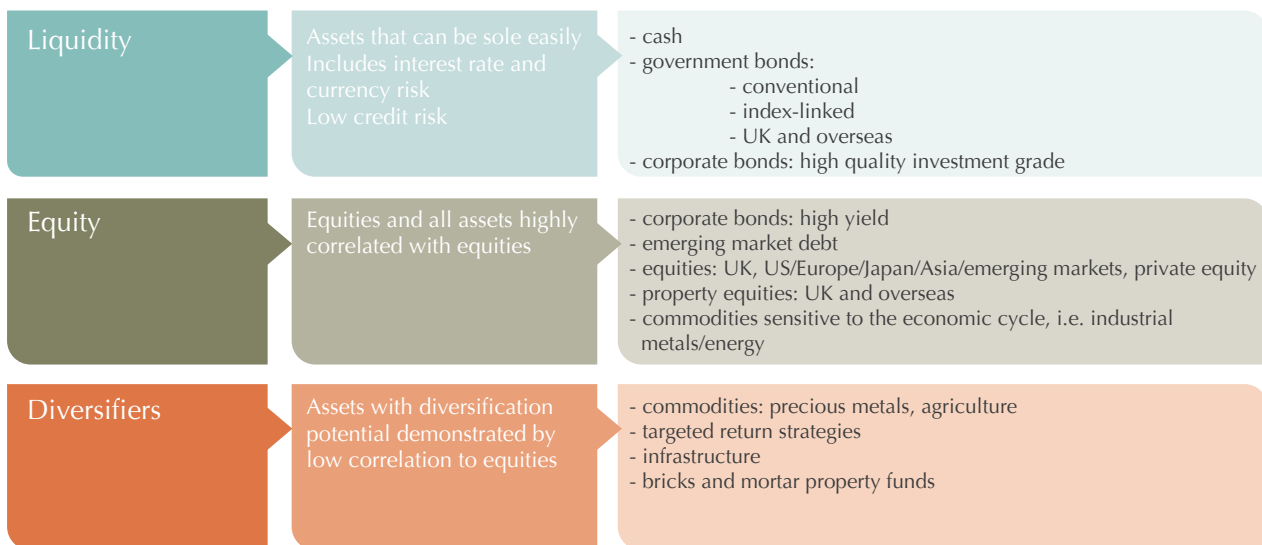 Liquidity
Assets that can be sole easily
Includes interest rate and
currency risk
Low credit risk
- cash
- government bonds:
- conventional
- index-linked
- UK and overseas
- corporate bonds: high quality investment grade
Equity
Equities and all assets highly
correlated with equities
- corporate bonds: high yield
- emerging market debt
- equities: UK, US/Europe/Japan/Asia/emerging markets, private equity
- property equities: UK and overseas
- commodities sensitive to the economic cycle, i.e. industrial
metals/energy
Diversifiers
Assets with diversification
potential demonstrated by
low correlation to equities
- commodities: precious metals, agriculture
- targeted return strategies
- infrastructure
- bricks and mortar property funds